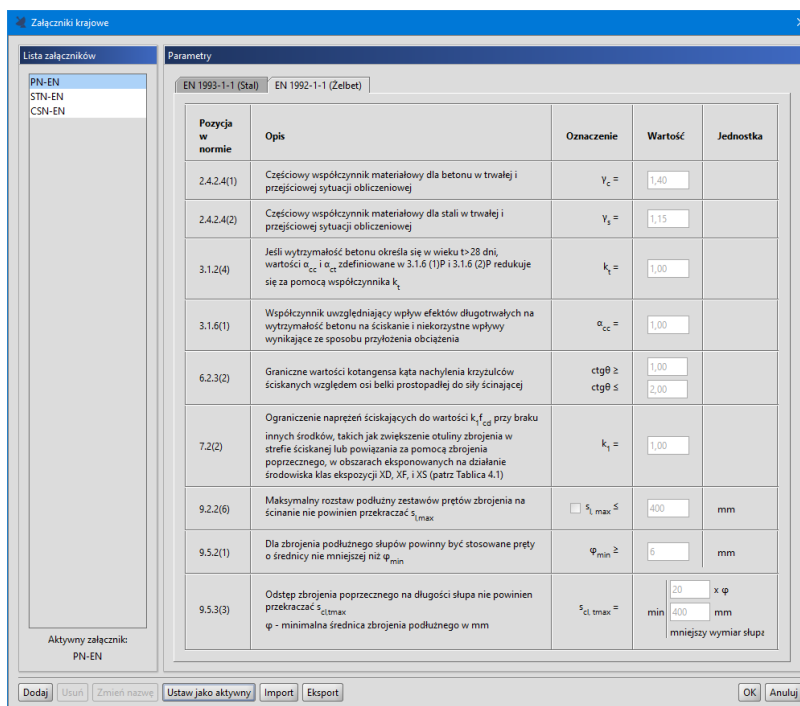 Załączniki krajowe
Lista załączników
Parametry
PN-EN
STN-EN
CSN-EN
EN 1993-1-1 (Stal)
EN 1992-1-1 (Żelbet)
Pozycja
w
normie
Opis
Oznaczenie
Wartość
Jednostka
2.4.2.4(1)
Częściowy współczynnik materiałowy dla betonu w trwałej i
przejściowej sytuacji obliczeniowej
γc =
1,40
2.4.2.4(2)
Częściowy współczynnik materiałowy dla stali w trwałej i
przejściowej sytuacji obliczeniowej
γs =
1,15
3.1.2(4)
Jeśli wytrzymałość betonu określa się w wieku t>28 dni,
wartości αcc i αct zdefiniowane w 3.1.6 (1)P i 3.1.6 (2)P redukuje
się za pomocą współczynnika kt
kt =
1,00
3.1.6(1)
Współczynnik uwzględniający wpływ efektów długotrwałych na
wytrzymałość betonu na ściskanie i niekorzystne wpływy
wynikające ze sposobu przyłożenia obciążenia
αcc =
1,00
6.2.3(2)
Graniczne wartości kotangensa kąta nachylenia krzyżulców
ściskanych względem osi belki prostopadłej do siły ścinającej
ctgθ ≥
1,00
ctgθ ≤
2,00
7.2(2)
Ograniczenie naprężeń ściskających do wartości k1fcd przy braku
innych środków, takich jak zwiększenie otuliny zbrojenia w
strefie ściskanej lub powiązania za pomocą zbrojenia
poprzecznego, w obszarach eksponowanych na działanie
środowiska klas ekspozycji XD, XF, i XS (patrz Tablica 4.1)
k1 =
1,00
9.2.2(6)
Maksymalny rozstaw podłużny zestawów prętów zbrojenia na
ścinanie nie powinien przekraczać sl,max
sl, max ≤
400
mm
9.5.2(1)
Dla zbrojenia podłużnego słupów powinny być stosowane pręty
o średnicy nie mniejszej niż φmin
φmin ≥
6
mm
9.5.3(3)
Odstęp zbrojenia poprzecznego na długości słupa nie powinien
przekraczać scl,tmax
φ - minimalna średnica zbrojenia podłużnego w mm
scl, tmax =
min
20
x φ
400
mm
mniejszy wymiar słupa
Aktywny załącznik:
PN-EN
Dodaj
Usuń
Zmień nazwę
Ustaw jako aktywny
Import
Eksport
OK
Anuluj